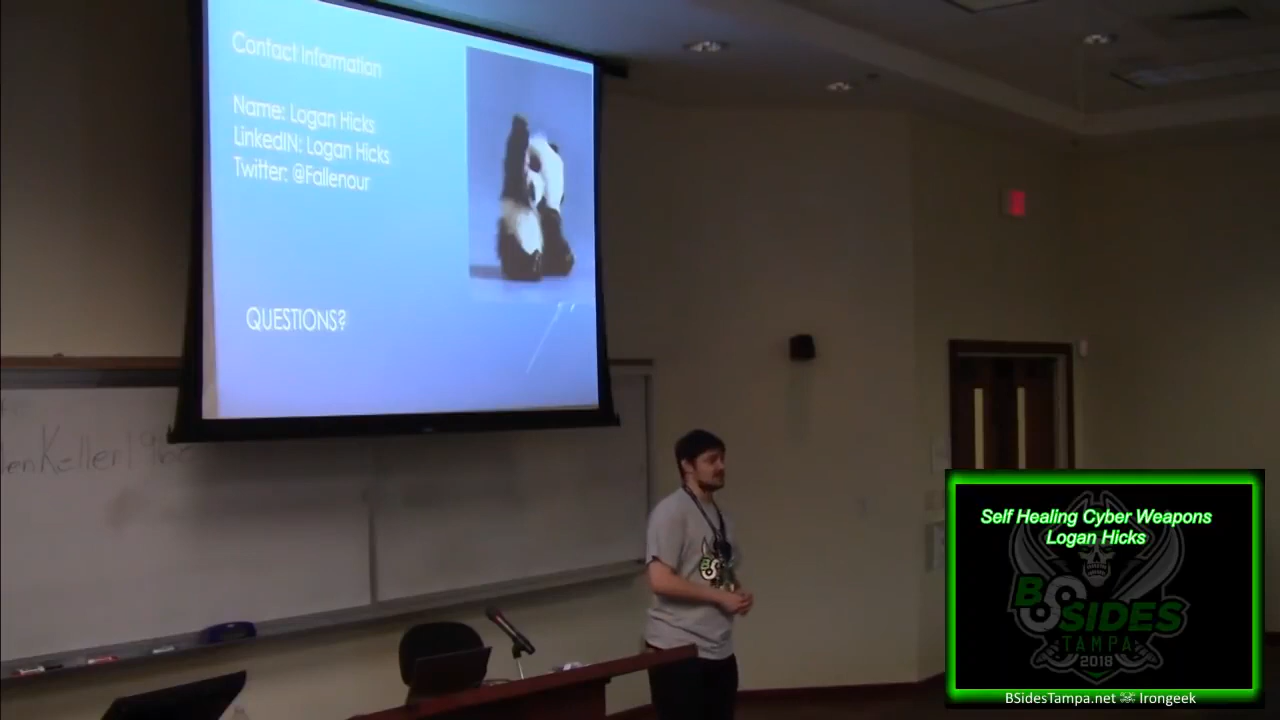 Contact Information
Name: Logan Hicks
LinkedIN: Logan Hicks
Twitter: @Fallenour
QUESTIONS?
Self Healing Cyber Weapons
Logan Hicks
B SIDES
TAMPA
2018
BSidesTampa.net Irongeek